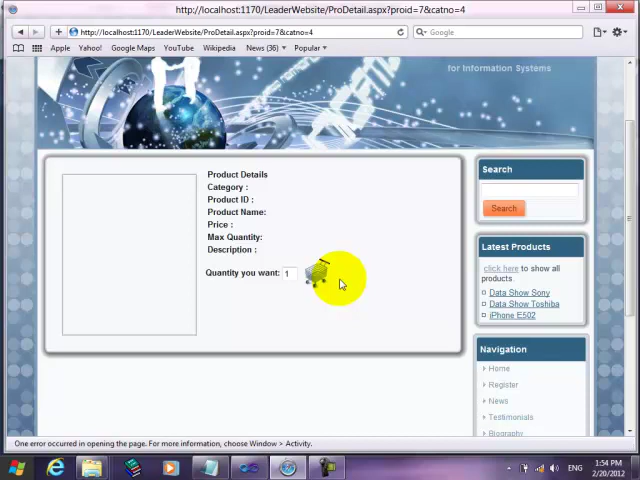 http://localhost:1170/LeaderWebsite/ProDetail.aspx?proid=7&catno=4
http://localhost:1170/LeaderWebsite/ProDetail.aspx?proid=7&catno=4
Google
Apple Yahoo! Google Maps YouTube Wikipedia News (36) Popular
for Information Systems
Product Details
Category :
Product ID :
Product Name:
Price :
Max Quantity:
Description :
Quantity you want: 1
Search
Search
Latest Products
click here to show all
products.
Data Show Sony
Data Show Toshiba
iPhone E502
Navigation
Home
Register
News
Testimonials
Biography
One error occurred in opening the page. For more information, choose Window > Activity.
ENG
1:54 PM
2/20/2012